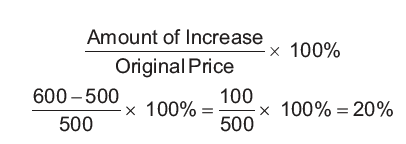 Amount of Increase
Original Price
× 100%
600 – 500
500
× 100% =
100
500
× 100% = 20%